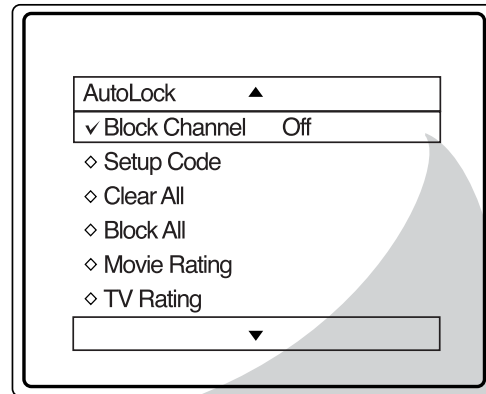 AutoLock ▲
✓ Block Channel Off
◇ Setup Code
◇ Clear All
◇ Block All
◇ Movie Rating
◇ TV Rating
▼